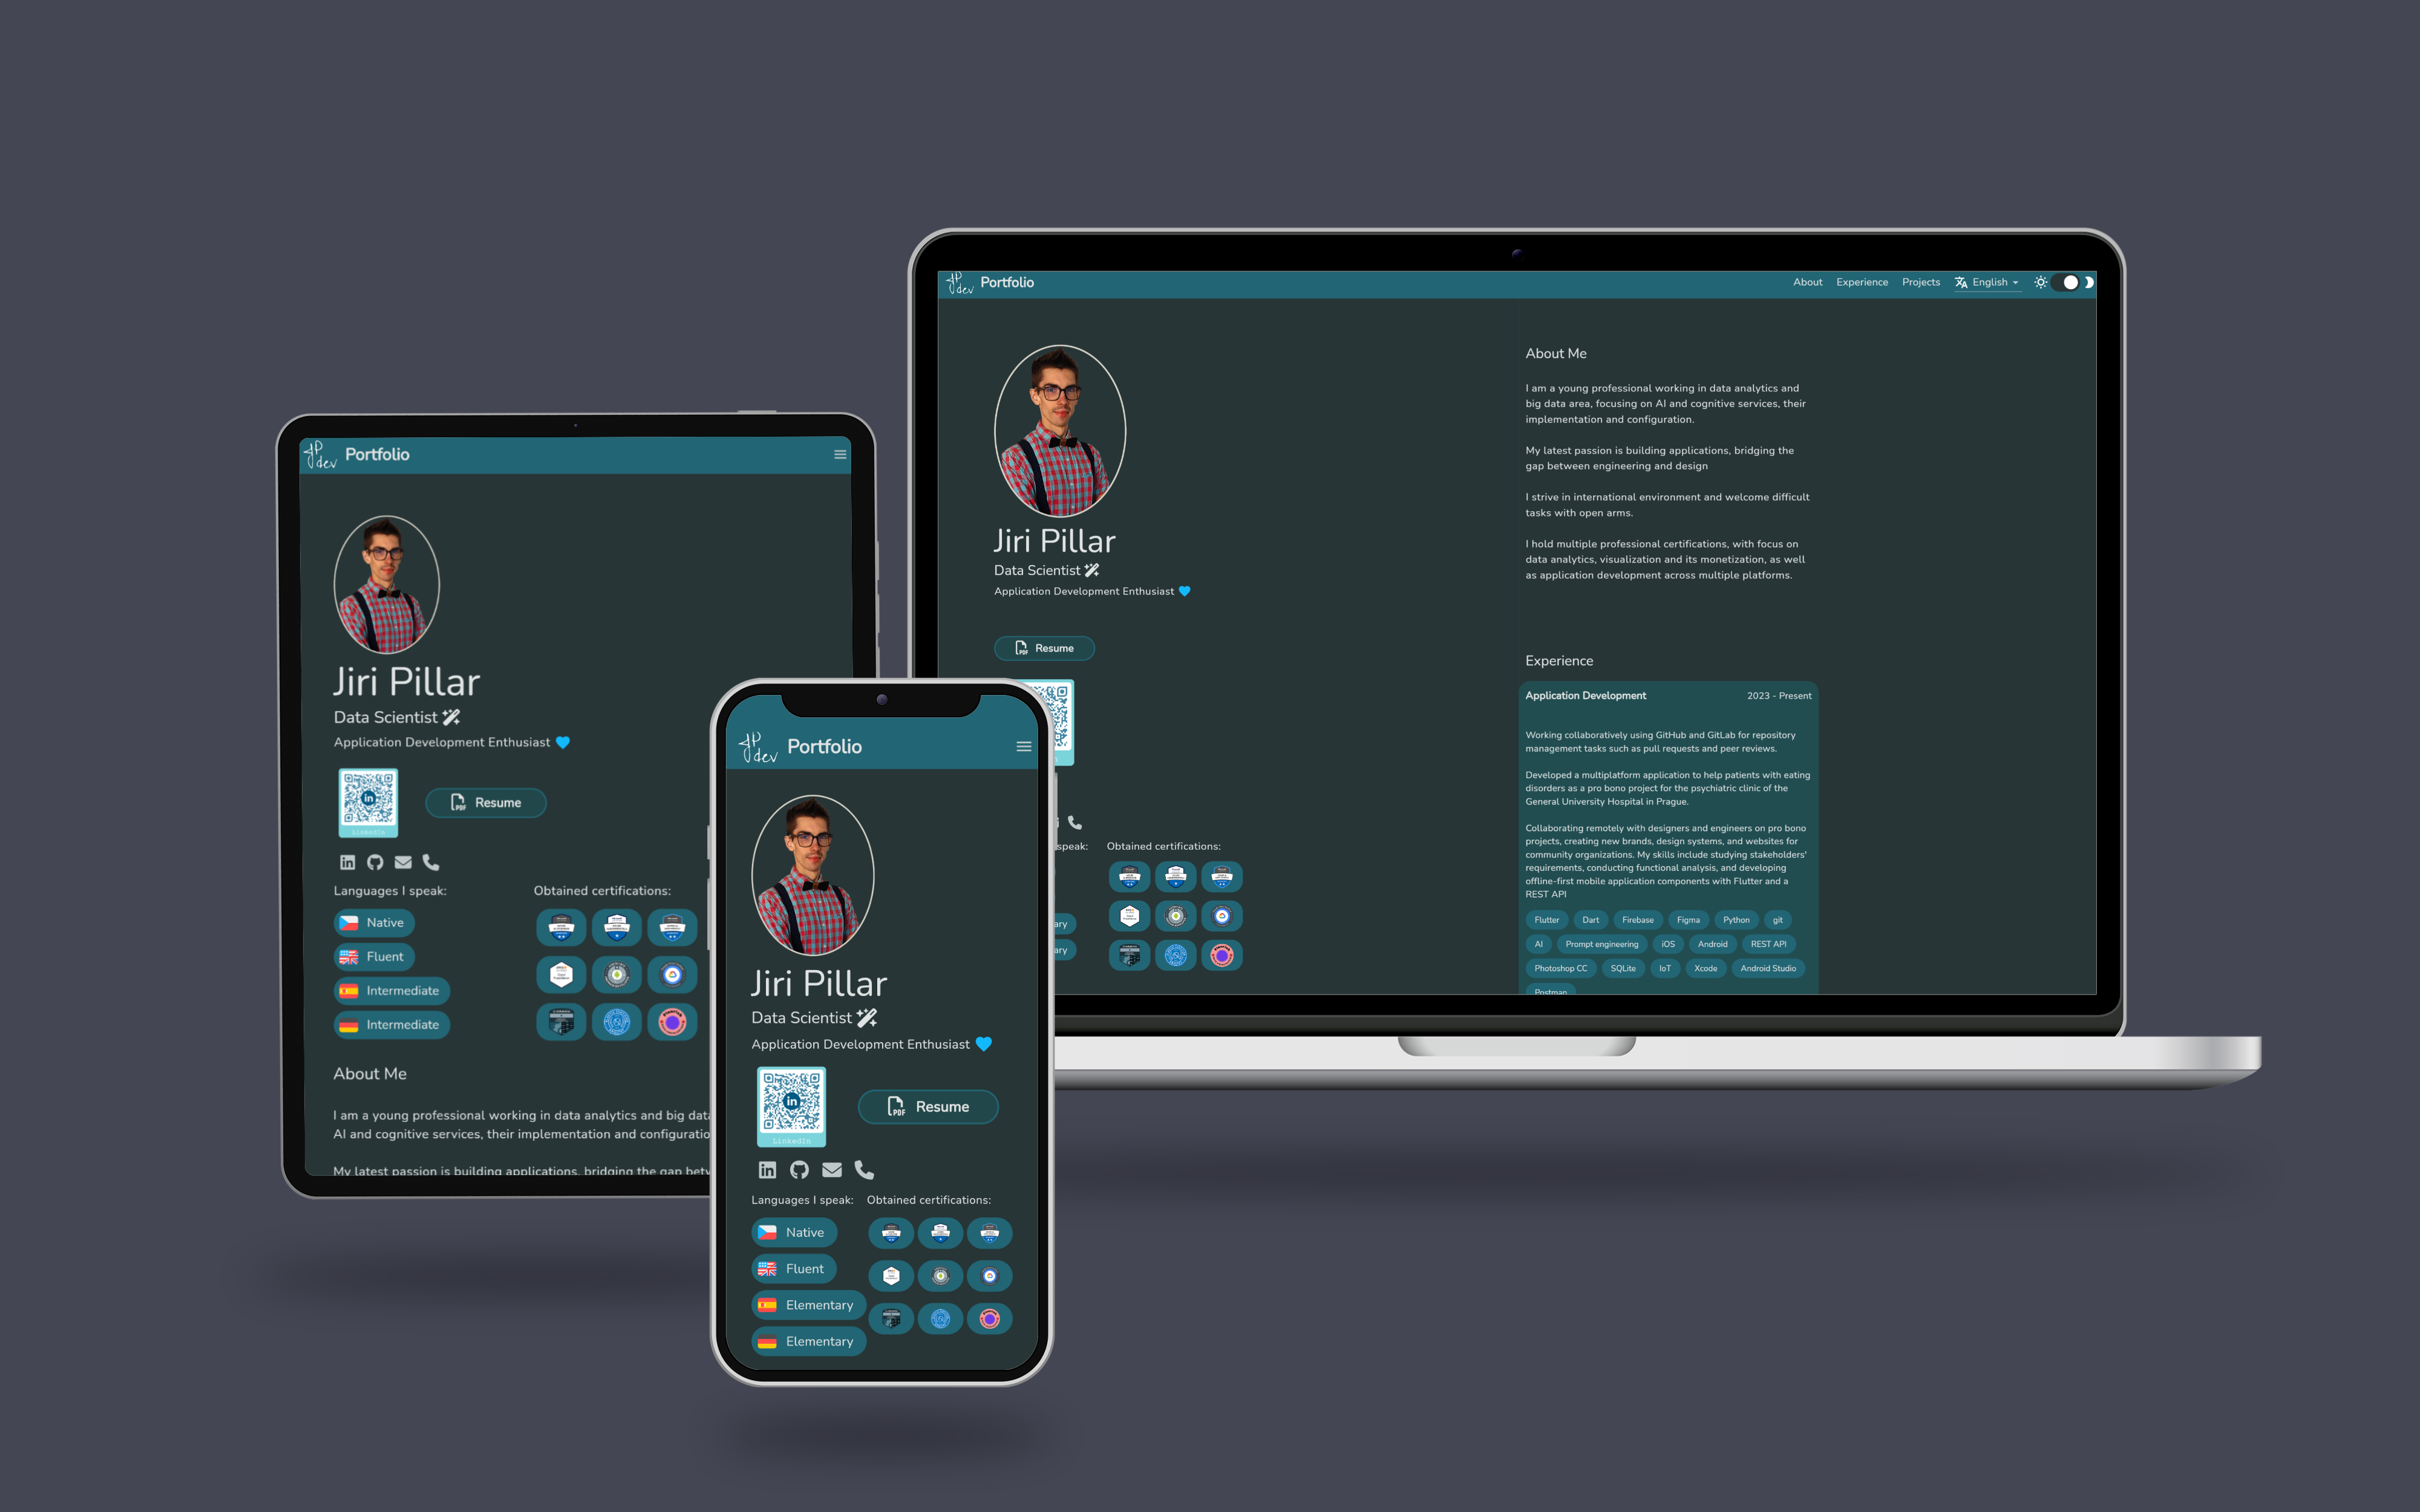 JP
dev
Portfolio
Jiri Pillar
Data Scientist
Application Development Enthusiast
LinkedIn
PDF
Resume
Languages I speak:
Native
Fluent
Intermediate
Intermediate
Obtained certifications:
About Me
I am a young professional working in data analytics and big data
AI and cognitive services, their implementation and configuratio
My latest passion is building applications, bridging the gap betw
JP
dev
Portfolio
Jiri Pillar
Data Scientist
Application Development Enthusiast
in
LinkedIn
PDF
Resume
in
Languages I speak:
Obtained certifications:
Native
Fluent
Elementary
Elementary
JP
dev
Portfolio
About
Experience
Projects
English
Jiri Pillar
Data Scientist
Application Development Enthusiast
PDF
Resume
speak:
ary
ary
Obtained certifications:
About Me
I am a young professional working in data analytics and
big data area, focusing on AI and cognitive services, their
implementation and configuration.
My latest passion is building applications, bridging the
gap between engineering and design
I strive in international environment and welcome difficult
tasks with open arms.
I hold multiple professional certifications, with focus on
data analytics, visualization and its monetization, as well
as application development across multiple platforms.
Experience
Application Development
2023 - Present
Working collaboratively using GitHub and GitLab for repository
management tasks such as pull requests and peer reviews.
Developed a multiplatform application to help patients with eating
disorders as a pro bono project for the psychiatric clinic of the
General University Hospital in Prague.
Collaborating remotely with designers and engineers on pro bono
projects, creating new brands, design systems, and websites for
community organizations. My skills include studying stakeholders'
requirements, conducting functional analysis, and developing
offline-first mobile application components with Flutter and a
REST API
Flutter
Dart
Firebase
Figma
Python
git
AI
Prompt engineering
iOS
Android
REST API
Photoshop CC
SQLite
IoT
Xcode
Android Studio
Postman